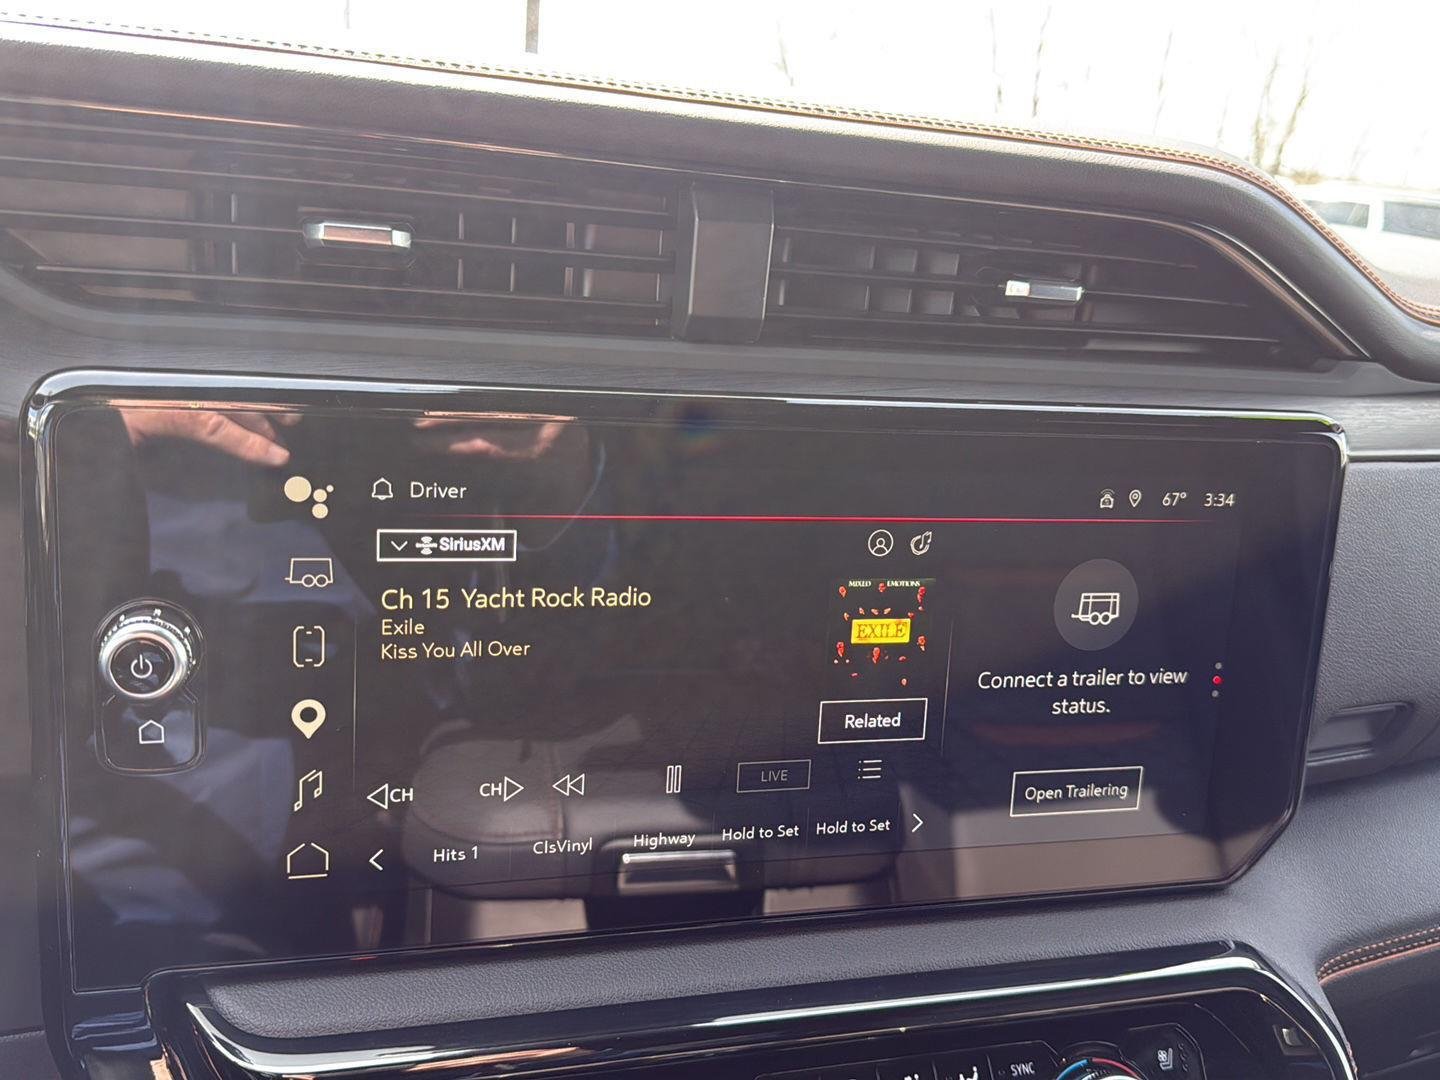 Driver
67° 3:34
SiriusXM
Ch 15 Yacht Rock Radio
Exile
Kiss You All Over
MIXED EMOTIONS
EXILE
Related
Connect a trailer to view
status.
Open Trailering
CH
CH
LIVE
Hits 1
ClsVinyl
Highway
Hold to Set
Hold to Set
SYNC